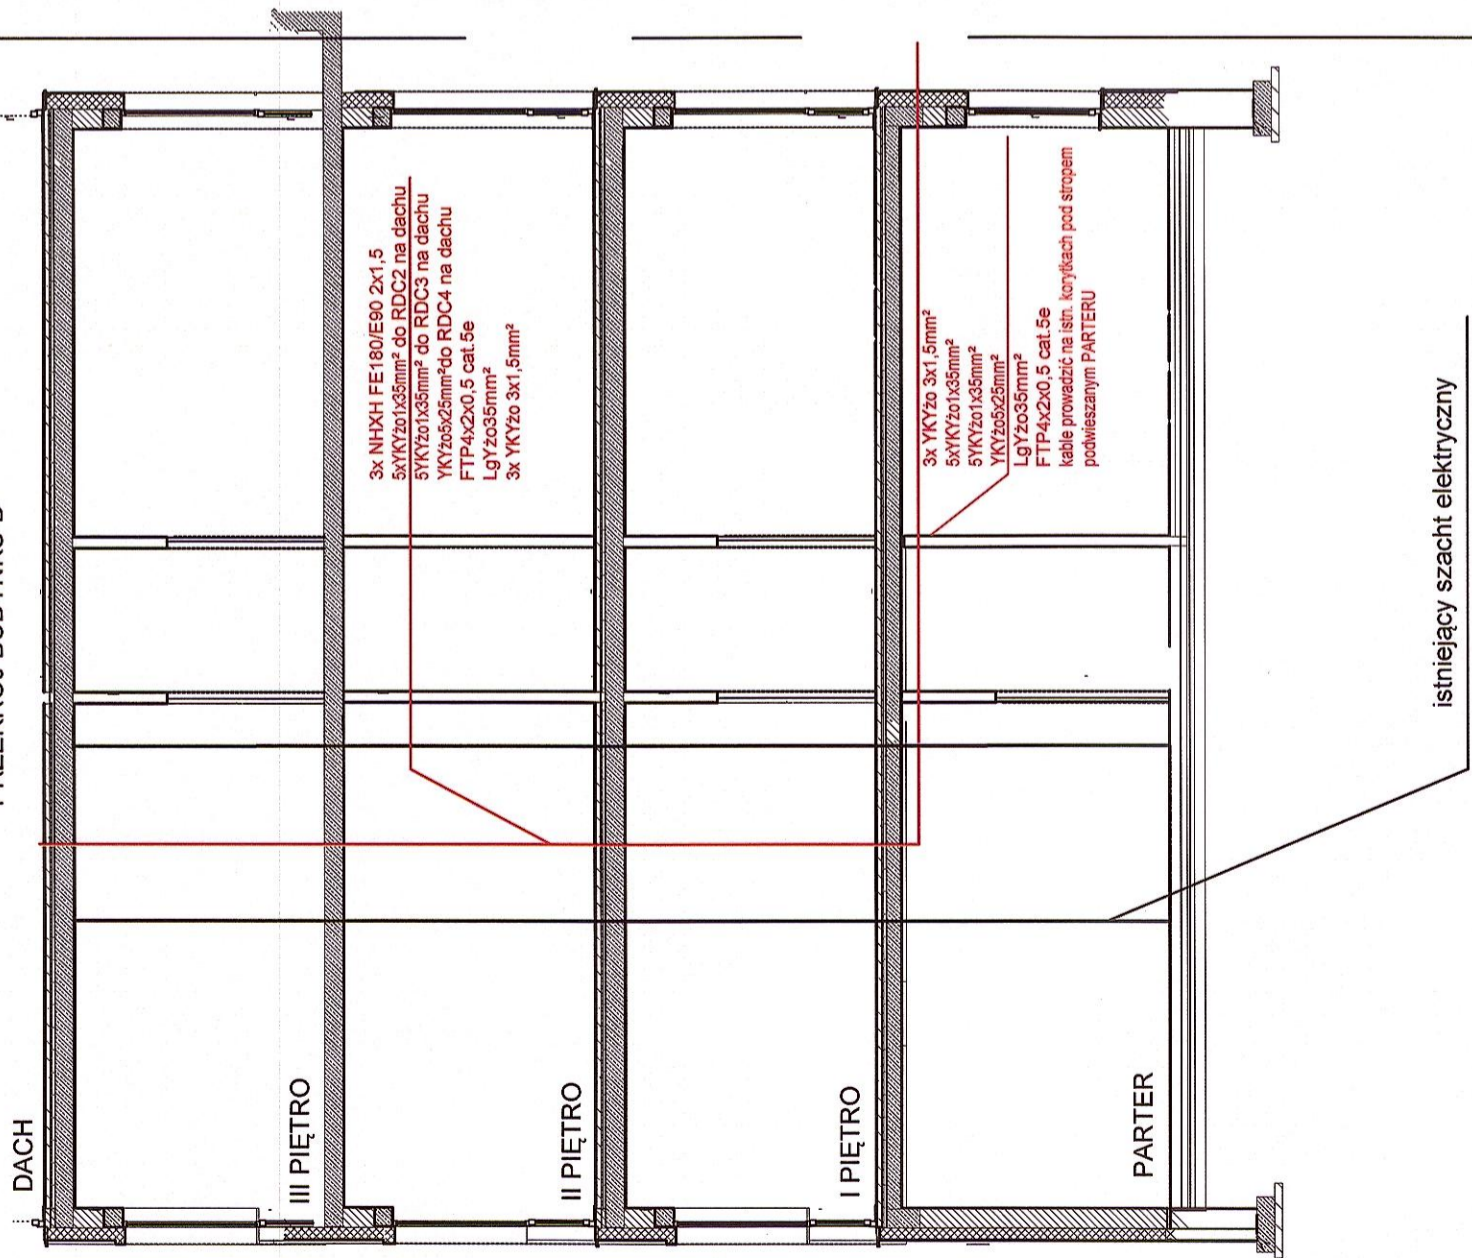 DACH
III PIĘTRO
3x NHXH FE180/E90 2x1,5
5xYKYżo1x35mm² do RDC2 na dachu
5YKYżo1x35mm² do RDC3 na dachu
YKYżo5x25mm²do RDC4 na dachu
FTP4x2x0,5 cat.5e
LgYżo35mm²
3x YKYżo 3x1,5mm²
II PIĘTRO
I PIĘTRO
3x YKYżo 3x1,5mm²
5xYKYżo1x35mm²
5YKYżo1x35mm²
YKYżo5x25mm²
LgYżo35mm²
FTP4x2x0,5 cat.5e
kable prowadzić na istn. korytkach pod stropem
podwieszanym PARTERU
PARTER
istniejący szacht elektryczny